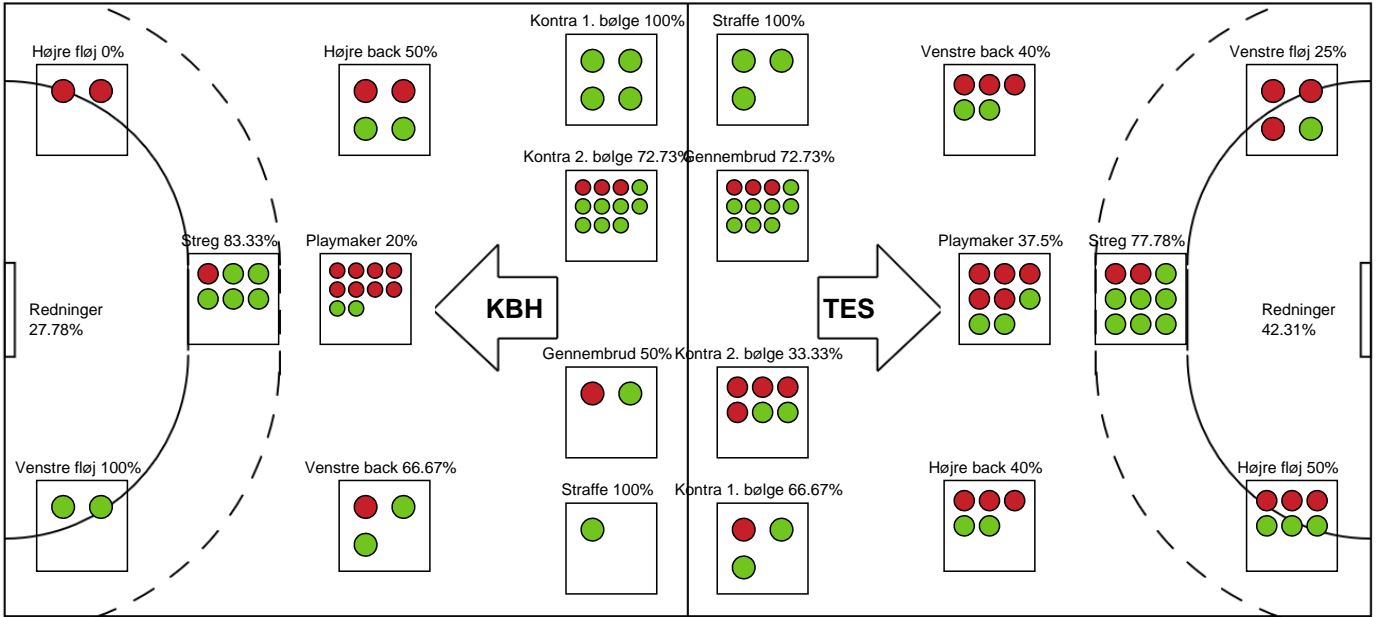 Kontra 1. bølge 100%
Straffe 100%
Højre fløj 0%
Højre back 50%
Venstre back 40%
Venstre fløj 25%
Kontra 2. bølge 72.73%
Gennembrud 72.73%
Streg 83.33%
Playmaker 20%
Playmaker 37.5%
Streg 77.78%
KBH
TES
Redninger
27.78%
Redninger
42.31%
Gennembrud 50%
Kontra 2. bølge 33.33%
Venstre fløj 100%
Venstre back 66.67%
Højre back 40%
Højre fløj 50%
Straffe 100%
Kontra 1. bølge 66.67%